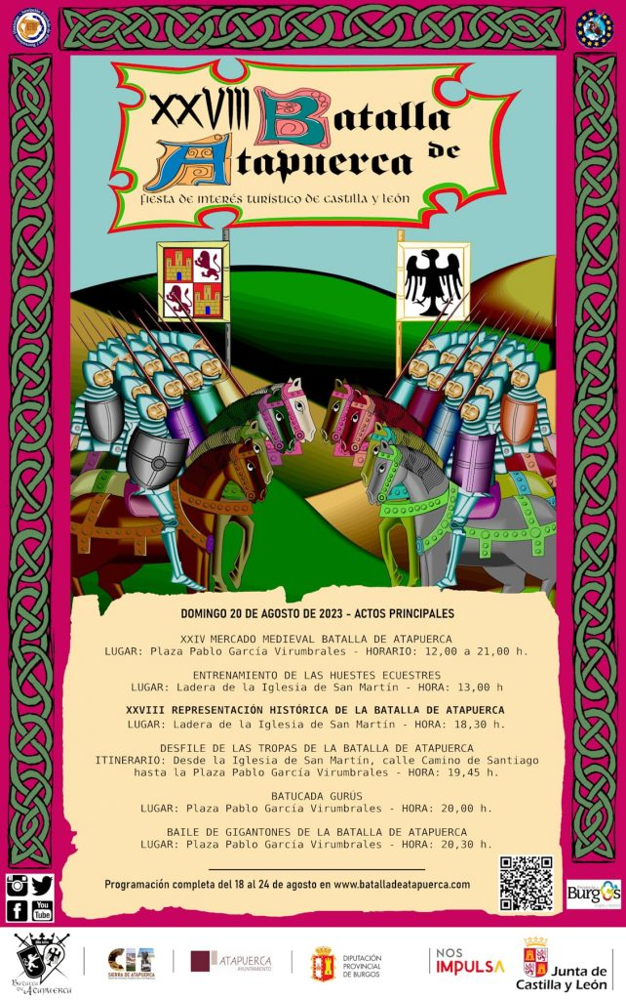 XXVIII Batalla
de
Atapuerca
fiesta de interés turístico de castilla y león
DOMINGO 20 DE AGOSTO DE 2023 - ACTOS PRINCIPALES
XXIV MERCADO MEDIEVAL BATALLA DE ATAPUERCA
LUGAR: Plaza Pablo García Virumbrales - HORARIO: 12,00 a 21,00 h.
ENTRENAMIENTO DE LAS HUESTES ECUESTRES
LUGAR: Ladera de la Iglesia de San Martín - HORA: 13,00 h
XXVIII REPRESENTACIÓN HISTÓRICA DE LA BATALLA DE ATAPUERCA
LUGAR: Ladera de la Iglesia de San Martín - HORA: 18,30 h.
DESFILE DE LAS TROPAS DE LA BATALLA DE ATAPUERCA
ITINERARIO: Desde la Iglesia de San Martín, calle Camino de Santiago
hasta la Plaza Pablo García Virumbrales - HORA: 19,45 h.
BATUCADA GURÚS
LUGAR: Plaza Pablo García Virumbrales - HORA: 20,00 h.
BAILE DE GIGANTONES DE LA BATALLA DE ATAPUERCA
LUGAR: Plaza Pablo García Virumbrales - HORA: 20,30 h.
Programación completa del 18 al 24 de agosto en www.batalladeatapuerca.com
You
Tube
Burgos
Batalla
de Atapuerca
CIT
SIERRA DE ATAPUERCA
ATAPUERCA
AYUNTAMIENTO
DIPUTACIÓN
PROVINCIAL
DE BURGOS
NOS
IMPULSA
Junta de
Castilla y León